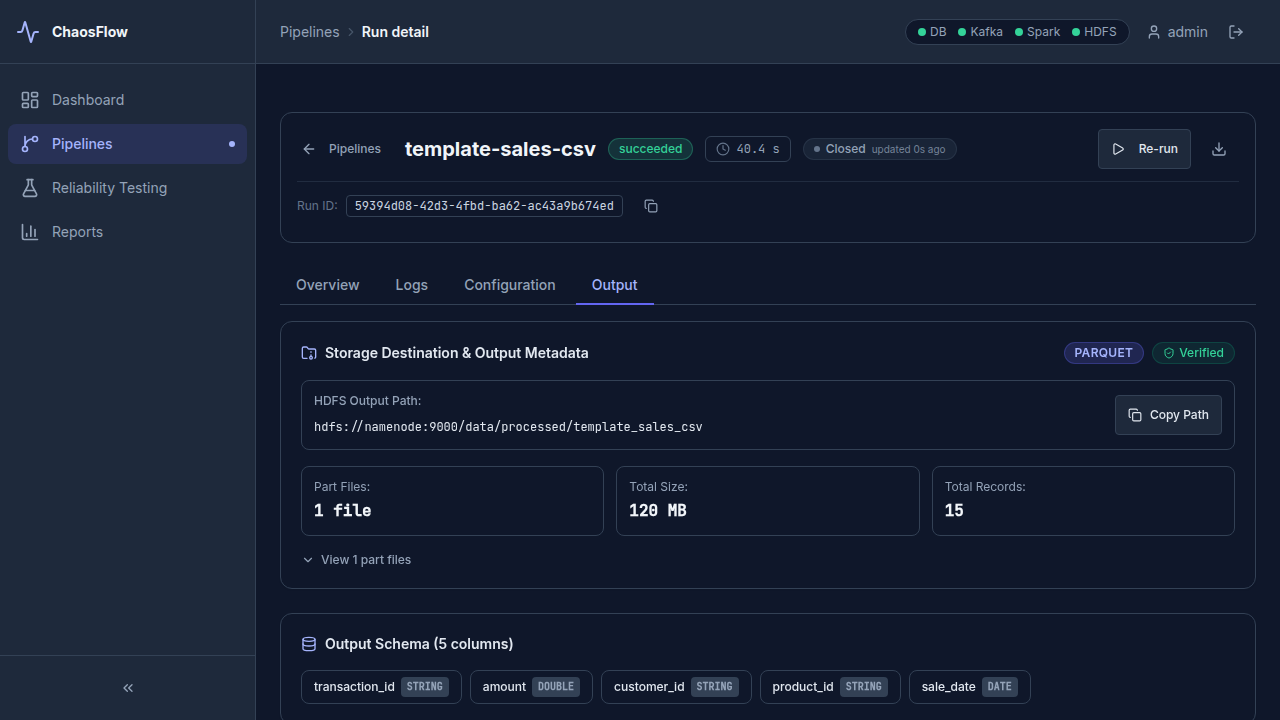 ChaosFlow
Pipelines
Run detail
DB
Kafka
Spark
HDFS
admin
Dashboard
Pipelines
Reliability Testing
Reports
Pipelines
template-sales-csv
succeeded
40.4 s
Closed
updated 0s ago
Re-run
Run ID:
59394d08-42d3-4fbd-ba62-ac43a9b674ed
Overview
Logs
Configuration
Output
Storage Destination & Output Metadata
PARQUET
Verified
HDFS Output Path:
hdfs://namenode:9000/data/processed/template_sales_csv
Copy Path
Part Files:
1 file
Total Size:
120 MB
Total Records:
15
View 1 part files
Output Schema (5 columns)
transaction_id STRING
amount DOUBLE
customer_id STRING
product_id STRING
sale_date DATE